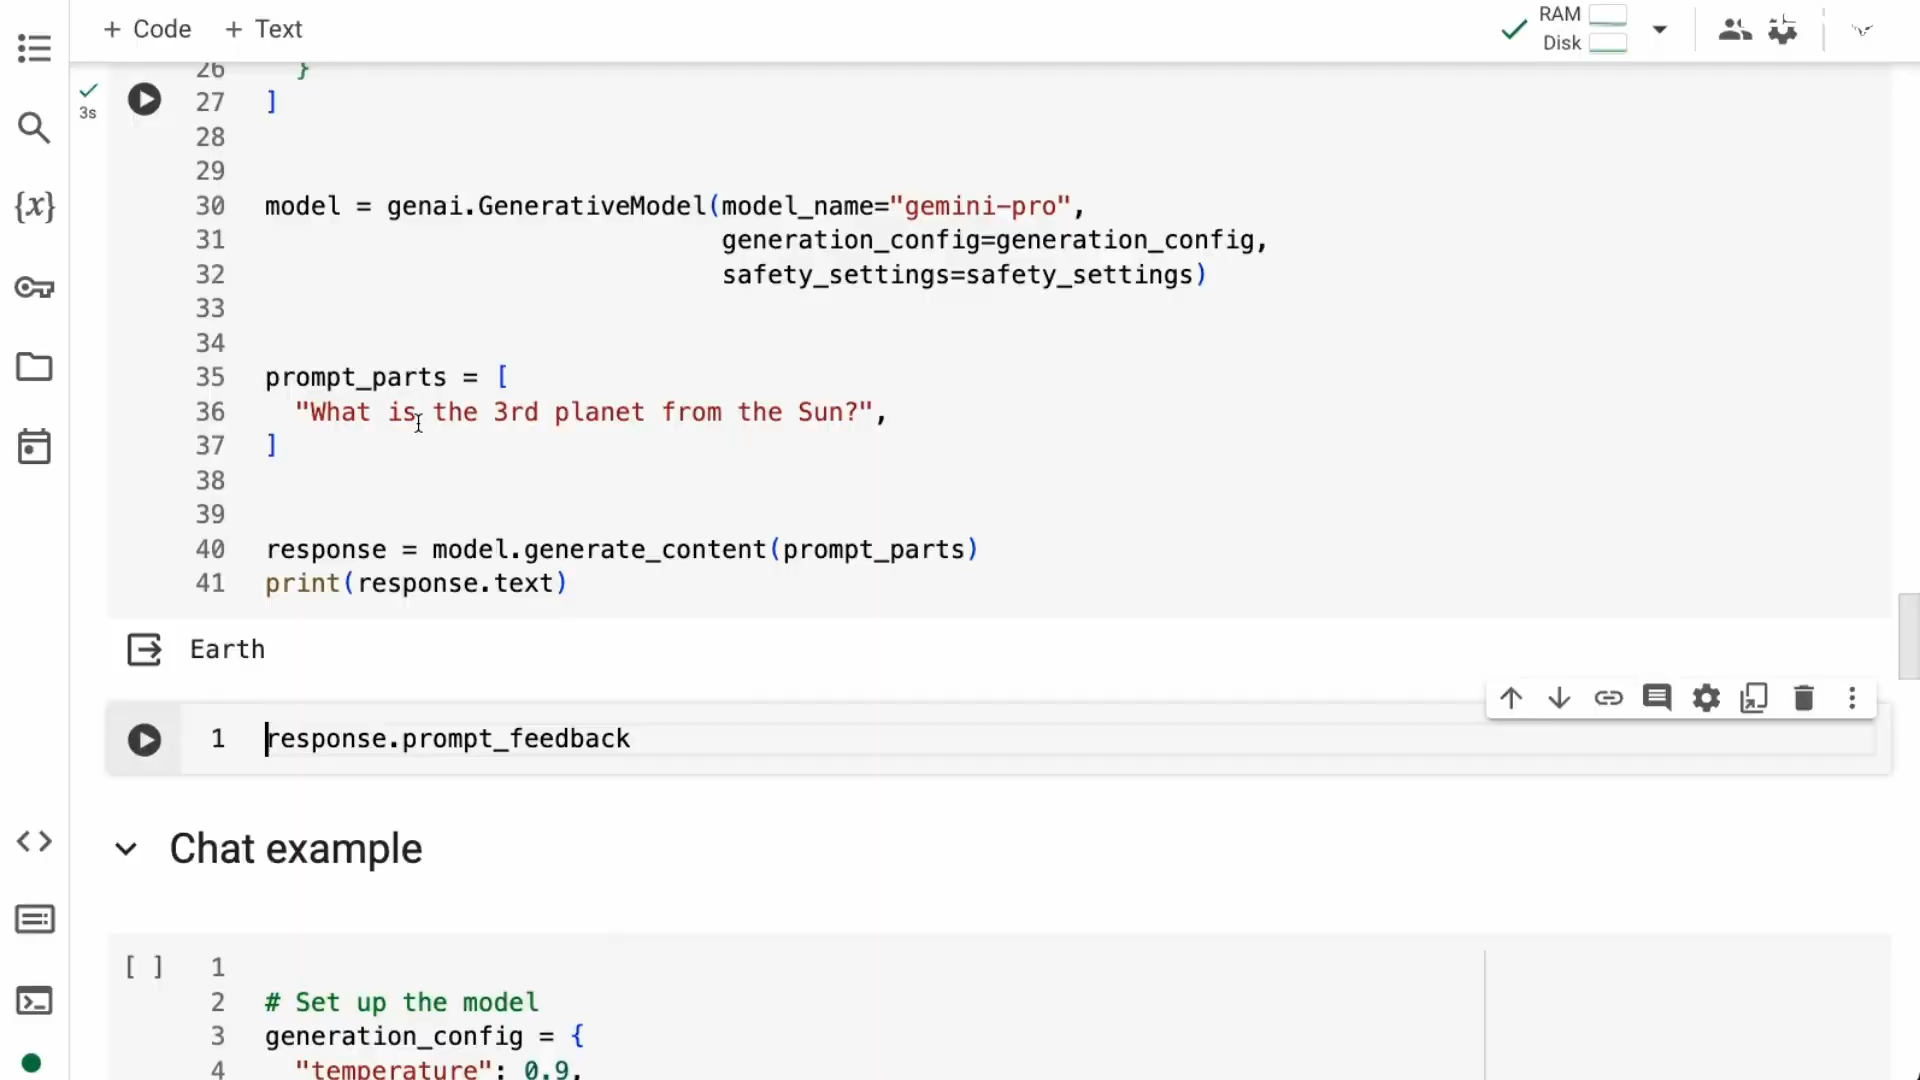 + Code + Text
RAM
Disk
3s
26 }
27 ]
28
29
30 model = genai.GenerativeModel(model_name="gemini-pro",
31 generation_config=generation_config,
32 safety_settings=safety_settings)
33
34
35 prompt_parts = [
36 "What is the 3rd planet from the Sun?",
37 ]
38
39
40 response = model.generate_content(prompt_parts)
41 print(response.text)
Earth
1 response.prompt_feedback
Chat example
[ ] 1
2 # Set up the model
3 generation_config = {
4 "temperature": 0.9,